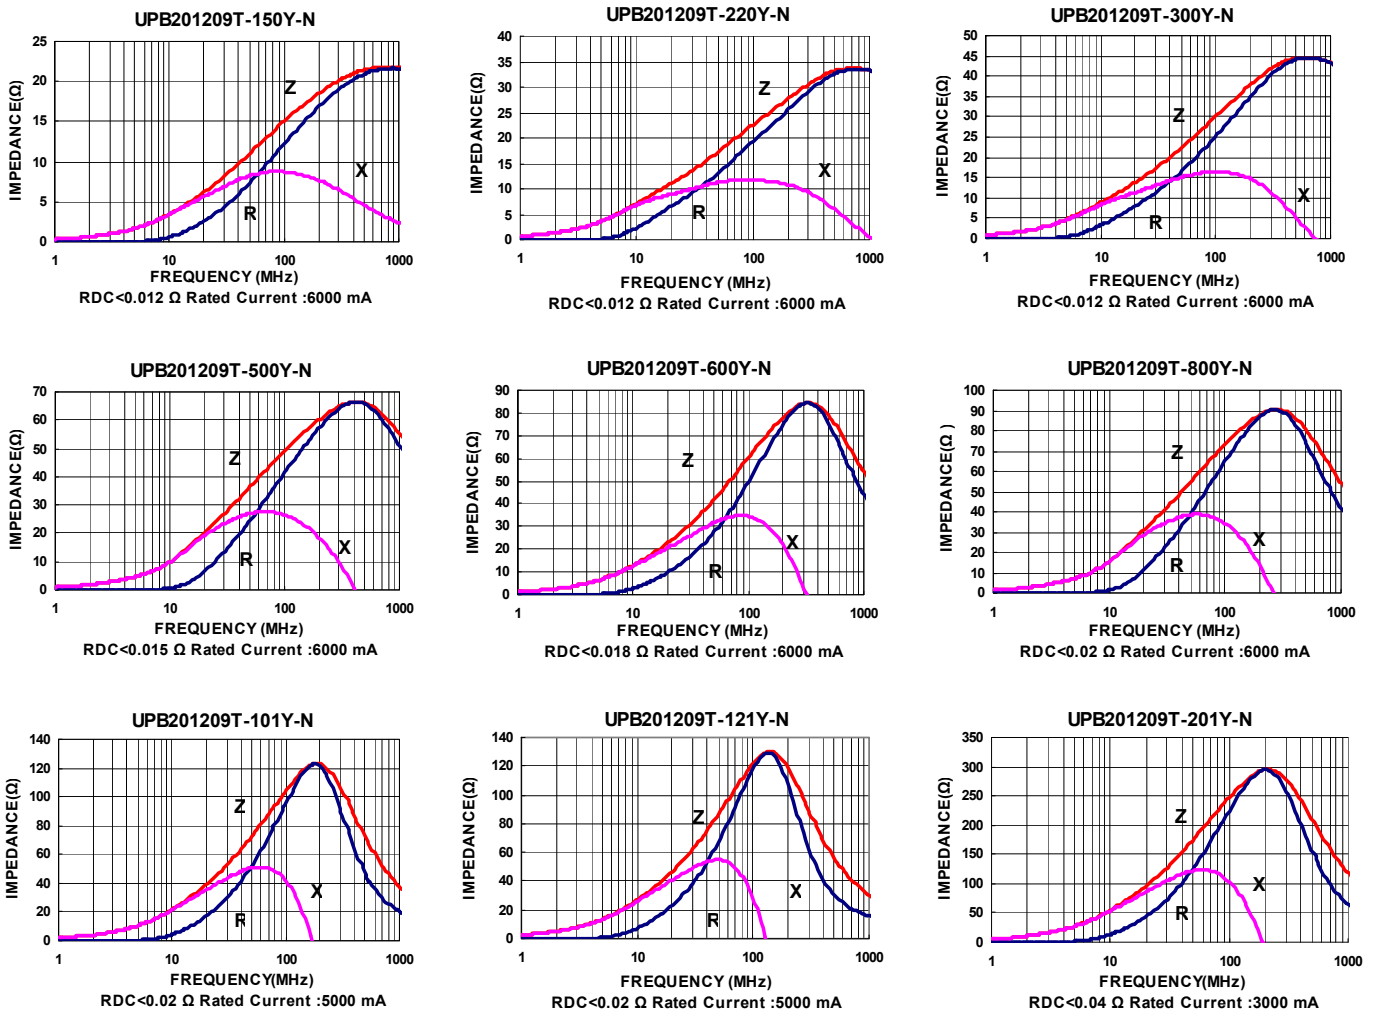 UPB201209T-150Y-N
IMPEDANCE(Ω)
25
20
15
10
5
0
Z
X
R
1 10 100 1000
FREQUENCY (MHz)
RDC<0.012 Ω Rated Current :6000 mA
UPB201209T-220Y-N
IMPEDANCE(Ω)
40
35
30
25
20
15
10
5
0
Z
X
R
1 10 100 1000
FREQUENCY (MHz)
RDC<0.012 Ω Rated Current :6000 mA
UPB201209T-300Y-N
IMPEDANCE(Ω)
50
45
40
35
30
25
20
15
10
5
0
Z
X
R
1 10 100 1000
FREQUENCY (MHz)
RDC<0.012 Ω Rated Current :6000 mA
UPB201209T-500Y-N
IMPEDANCE(Ω)
70
60
50
40
30
20
10
0
Z
X
R
1 10 100 1000
FREQUENCY (MHz)
RDC<0.015 Ω Rated Current :6000 mA
UPB201209T-600Y-N
IMPEDANCE(Ω)
90
80
70
60
50
40
30
20
10
0
Z
X
R
1 10 100 1000
FREQUENCY (MHz)
RDC<0.018 Ω Rated Current :6000 mA
UPB201209T-800Y-N
IMPEDANCE(Ω )
100
90
80
70
60
50
40
30
20
10
0
Z
X
R
1 10 100 1000
FREQUENCY (MHz)
RDC<0.02 Ω Rated Current :6000 mA
UPB201209T-101Y-N
IMPEDANCE(Ω)
140
120
100
80
60
40
20
0
Z
X
R
1 10 100 1000
FREQUENCY(MHz)
RDC<0.02 Ω Rated Current :5000 mA
UPB201209T-121Y-N
IMPEDANCE(Ω)
140
120
100
80
60
40
20
0
Z
X
R
1 10 100 1000
FREQUENCY (MHz)
RDC<0.02 Ω Rated Current :5000 mA
UPB201209T-201Y-N
IMPEDANCE(Ω)
350
300
250
200
150
100
50
0
Z
X
R
1 10 100 1000
FREQUENCY(MHz)
RDC<0.04 Ω Rated Current :3000 mA